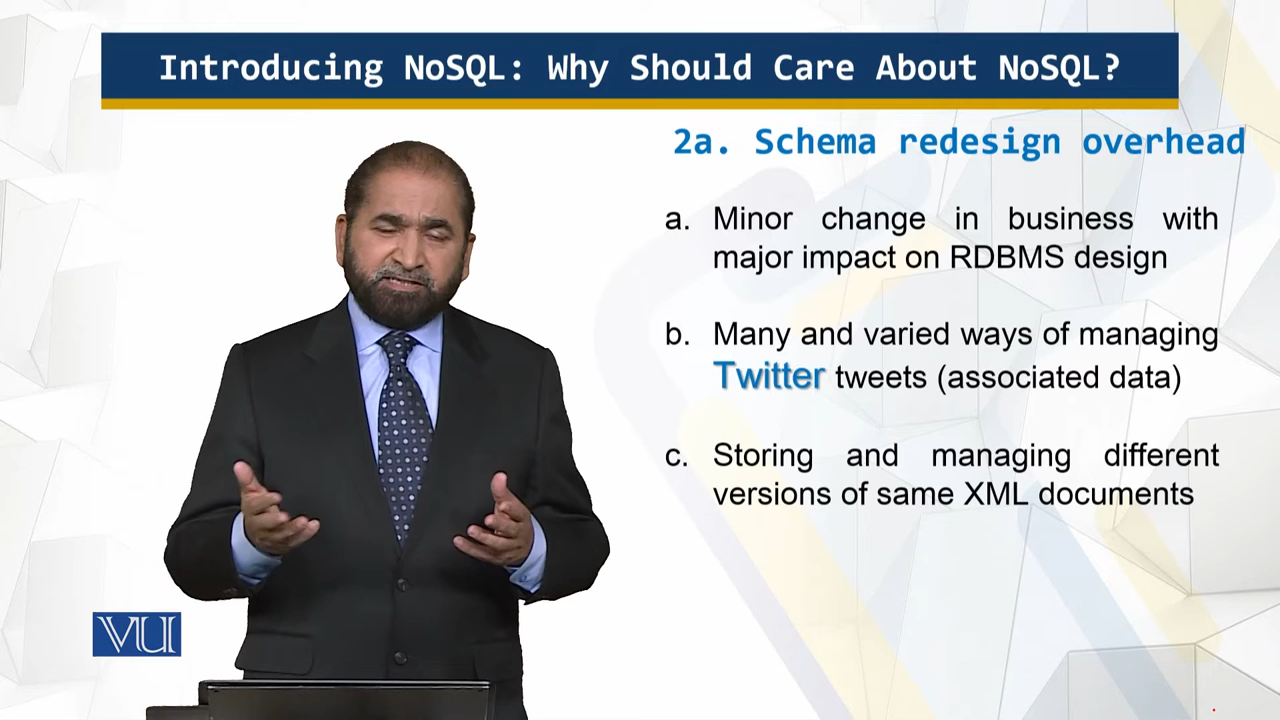 Introducing NoSQL: Why Should Care About NoSQL?
2a. Schema redesign overhead
a. Minor change in business with
major impact on RDBMS design
b. Many and varied ways of managing
Twitter tweets (associated data)
c. Storing and managing different
versions of same XML documents
VU